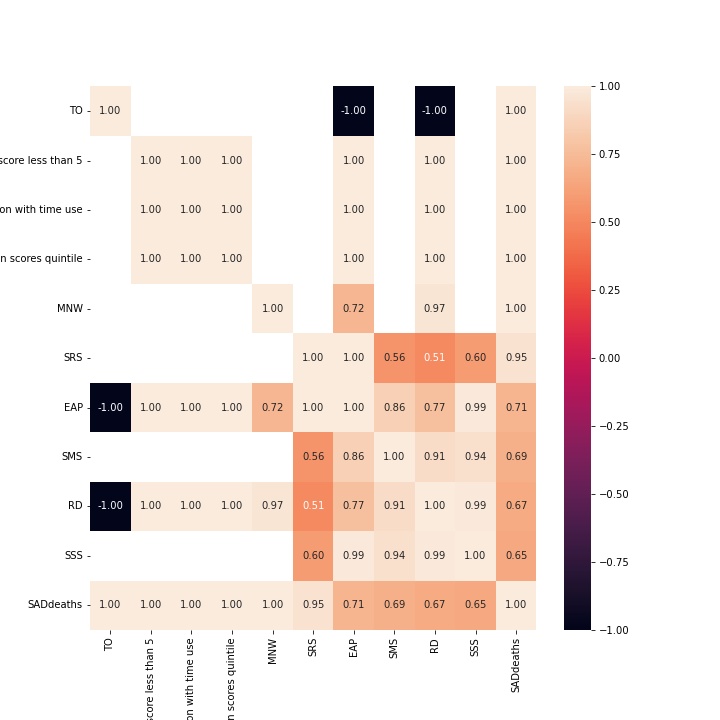 TO 1.00 -1.00 -1.00 1.00
score less than 5 1.00 1.00 1.00 1.00 1.00 1.00
on with time use 1.00 1.00 1.00 1.00 1.00 1.00
n scores quintile 1.00 1.00 1.00 1.00 1.00 1.00
MNW 1.00 0.72 0.97 1.00
SRS 1.00 1.00 0.56 0.51 0.60 0.95
EAP -1.00 1.00 1.00 1.00 0.72 1.00 1.00 0.86 0.77 0.99 0.71
SMS 0.56 0.86 1.00 0.91 0.94 0.69
RD -1.00 1.00 1.00 1.00 0.97 0.51 0.77 0.91 1.00 0.99 0.67
SSS 0.60 0.99 0.94 0.99 1.00 0.65
SADdeaths 1.00 1.00 1.00 1.00 1.00 0.95 0.71 0.69 0.67 0.65 1.00
TO
score less than 5
on with time use
n scores quintile
MNW
SRS
EAP
SMS
RD
SSS
SADdeaths
1.00
0.75
0.50
0.25
0.00
−0.25
−0.50
−0.75
−1.00